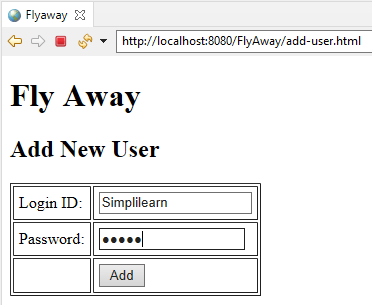 Flyaway
http://localhost:8080/FlyAway/add-user.html
Fly Away
Add New User
Login ID: Simplilearn
Password: •••••
Add